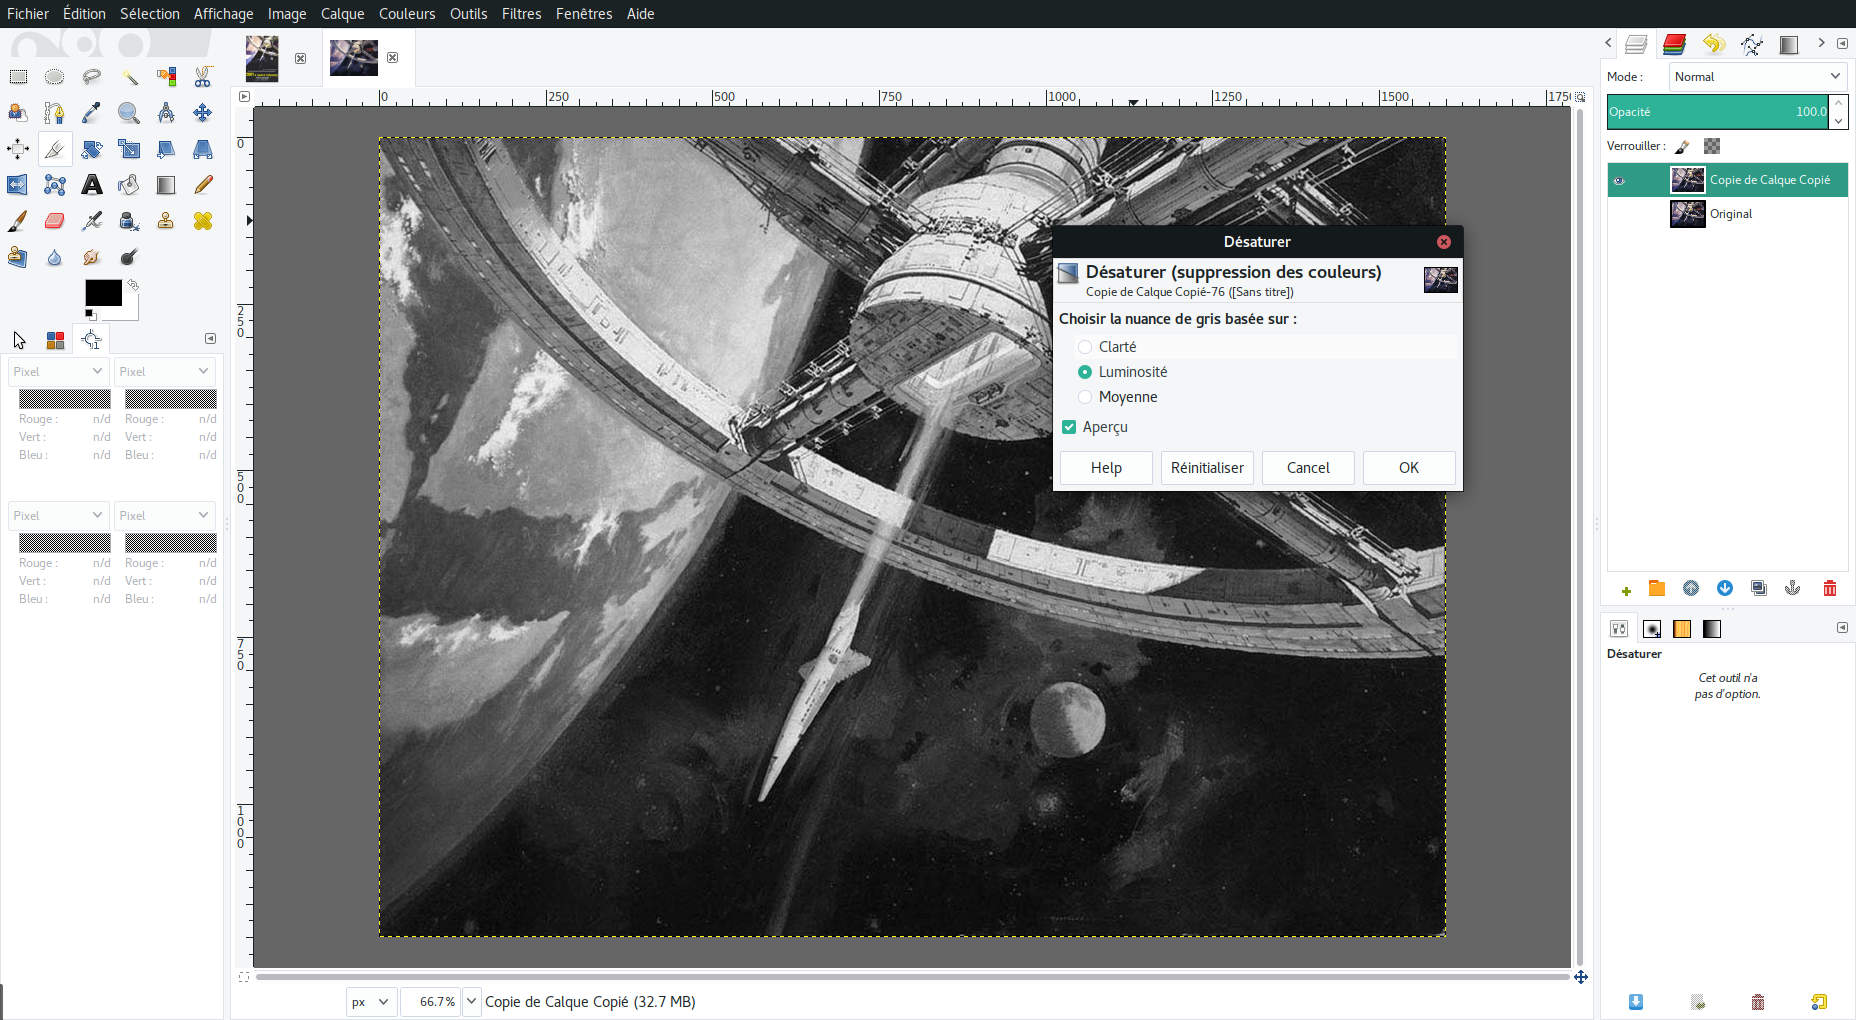 Fichier Édition Sélection Affichage Image Calque Couleurs Outils Filtres Fenêtres Aide
0 250 500 750 1000 1250 1500 175
0
250
500
750
1000
Pixel Pixel
Rouge : n/d Rouge : n/d
Vert : n/d Vert : n/d
Bleu : n/d Bleu : n/d
Pixel Pixel
Rouge : n/d Rouge : n/d
Vert : n/d Vert : n/d
Bleu : n/d Bleu : n/d
Désaturer
Désaturer (suppression des couleurs)
Copie de Calque Copié-76 ([Sans titre])
Choisir la nuance de gris basée sur :
Clarté
Luminosité
Moyenne
Aperçu
Help Réinitialiser Cancel OK
px 66.7% Copie de Calque Copié (32.7 MB)
Mode : Normal
Opacité 100.0
Verrouiller :
Copie de Calque Copié
Original
Désaturer
Cet outil n'a
pas d'option.